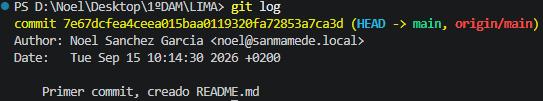 PS D:\Noel\Desktop\1ºDAM\LIMA> git log
commit 7e67dcfea4ceea015baa0119320fa72853a7ca3d (HEAD -> main, origin/main)
Author: Noel Sanchez Garcia <noel@sanmamede.local>
Date:   Tue Sep 15 10:14:30 2026 +0200
    Primer commit, creado README.md